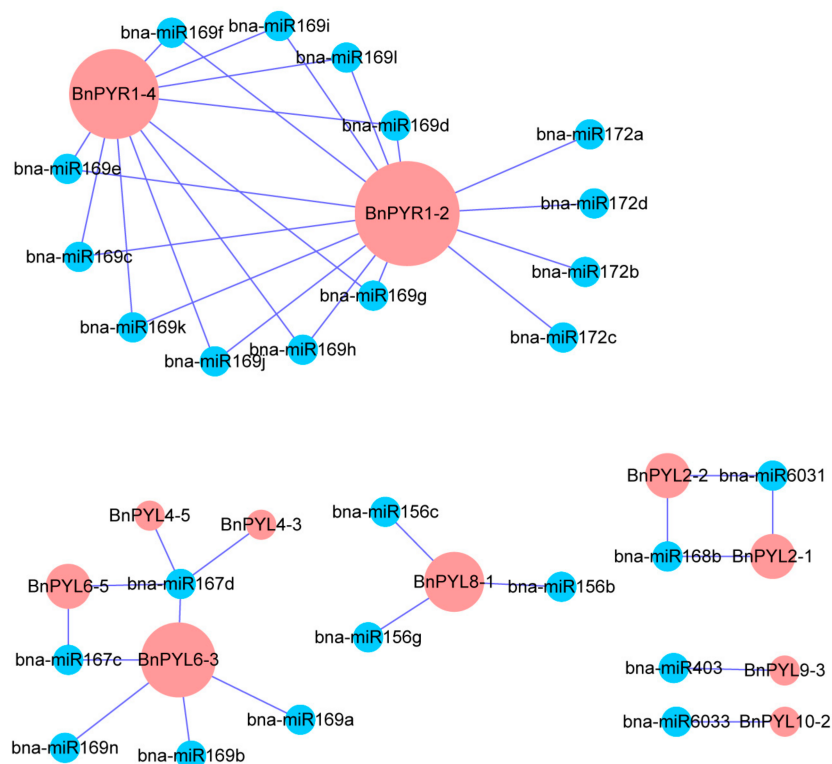 bna-miR169f
bna-miR169i
bna-miR169l
BnPYR1-4
bna-miR169d
bna-miR172a
bna-miR169e
bna-miR172d
BnPYR1-2
bna-miR169c
bna-miR172b
bna-miR169g
bna-miR169k
bna-miR172c
bna-miR169j
bna-miR169h
BnPYL4-5
BnPYL4-3
BnPYL6-5
bna-miR167d
bna-miR167c
BnPYL6-3
bna-miR169a
bna-miR169n
bna-miR169b
bna-miR156c
BnPYL8-1
bna-miR156b
bna-miR156g
BnPYL2-2
bna-miR6031
bna-miR168b
BnPYL2-1
bna-miR403
BnPYL9-3
bna-miR6033
BnPYL10-2